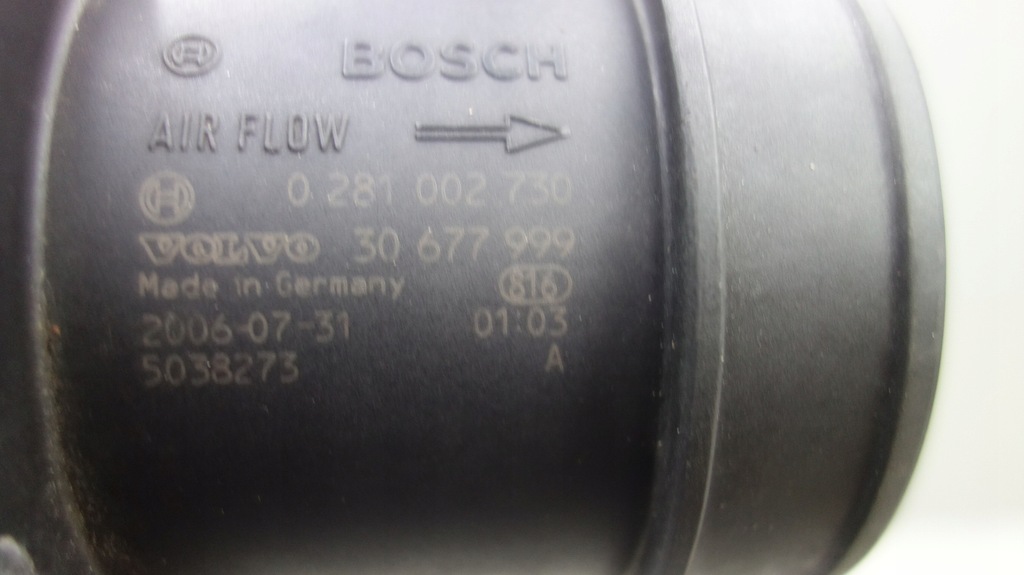 BOSCH
AIR FLOW
0 281 002 730
VOLVO 30 677 999
Made in Germany 816
2006-07-31 01:03
5038273 A